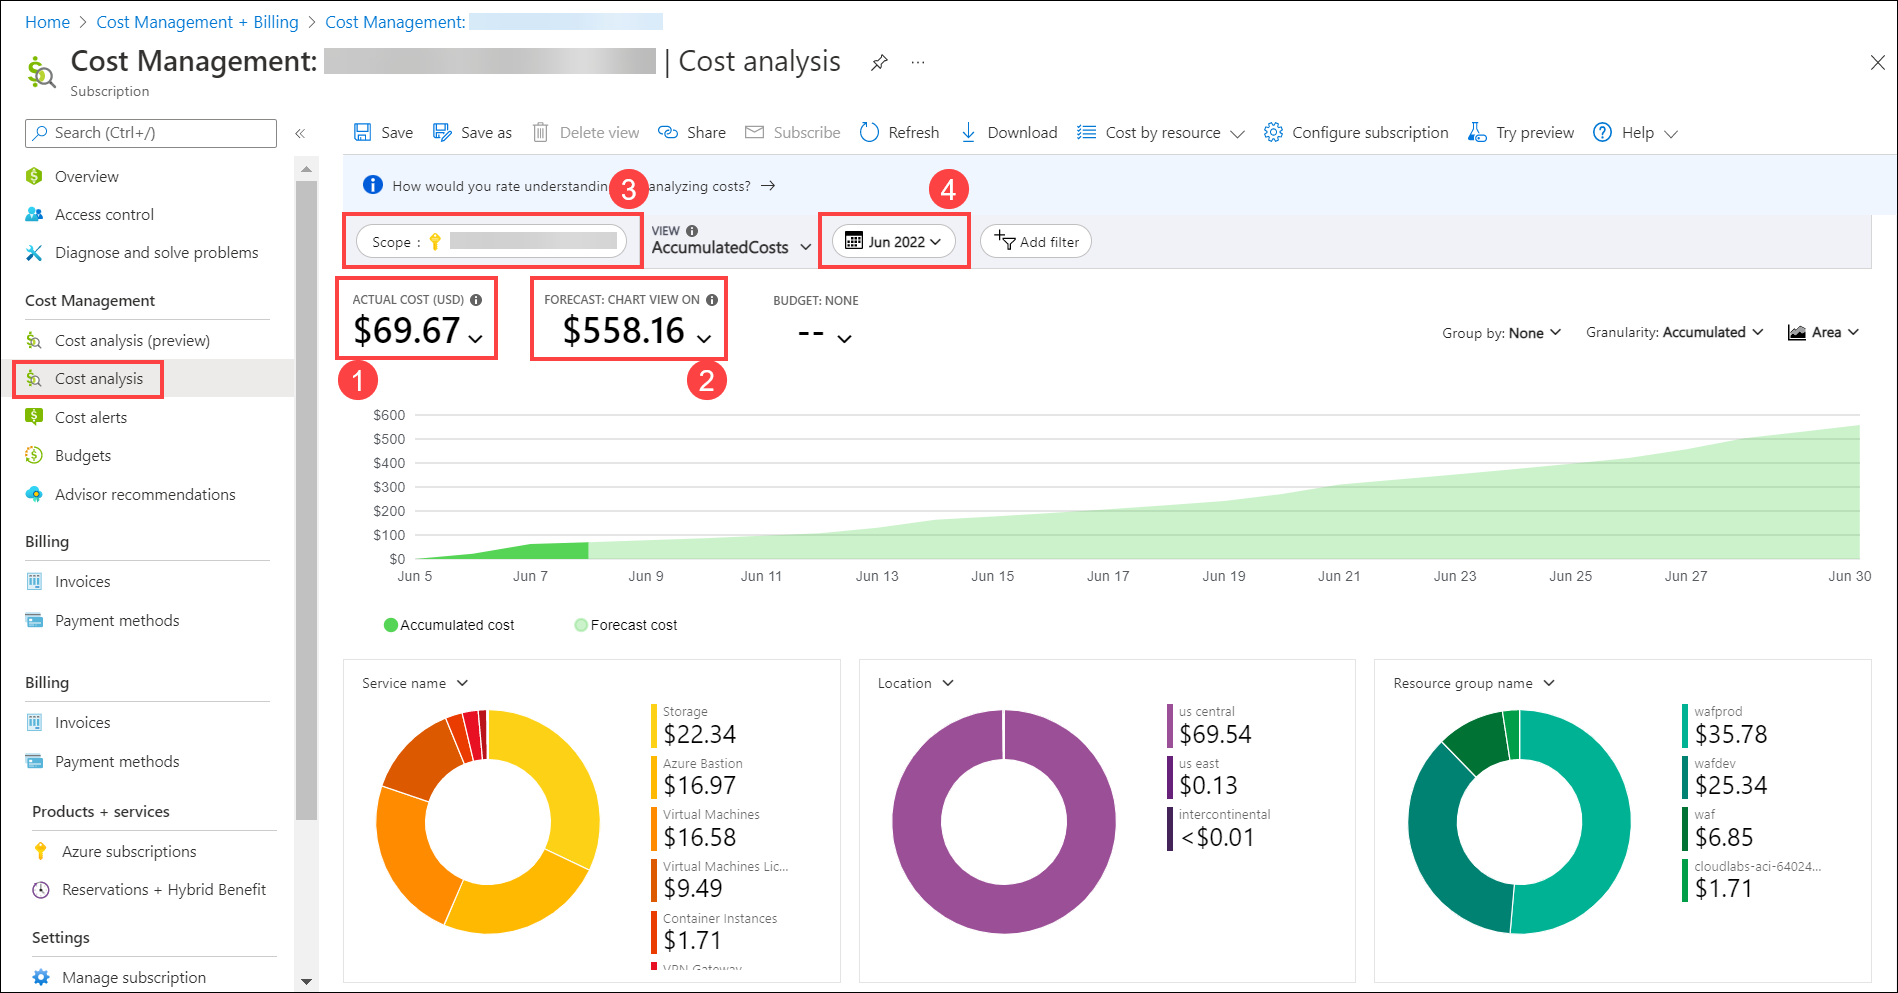 Home > Cost Management + Billing > Cost Management:
Cost Management: | Cost analysis ...
Subscription
Search (Ctrl+/)
Overview
Access control
Diagnose and solve problems
Cost Management
Cost analysis (preview)
Cost analysis
Cost alerts
Budgets
Advisor recommendations
Billing
Invoices
Payment methods
Billing
Invoices
Payment methods
Products + services
Azure subscriptions
Reservations + Hybrid Benefit
Settings
Manage subscription
Save Save as Delete view Share Subscribe Refresh Download Cost by resource Configure subscription Try preview Help
How would you rate understandin analyzing costs? →
3
4
Scope :
VIEW
AccumulatedCosts
Jun 2022
Add filter
ACTUAL COST (USD)
$69.67
1
FORECAST: CHART VIEW ON
$558.16
2
BUDGET: NONE
--
Group by: None
Granularity: Accumulated
Area
$600
$500
$400
$300
$200
$100
$0
Jun 5 Jun 7 Jun 9 Jun 11 Jun 13 Jun 15 Jun 17 Jun 19 Jun 21 Jun 23 Jun 25 Jun 27 Jun 30
Accumulated cost Forecast cost
Service name
Storage
$22.34
Azure Bastion
$16.97
Virtual Machines
$16.58
Virtual Machines Lic...
$9.49
Container Instances
$1.71
VPN Gateway
Location
us central
$69.54
us east
$0.13
intercontinental
<$0.01
Resource group name
wafprod
$35.78
wafdev
$25.34
waf
$6.85
cloudlabs-aci-64024...
$1.71